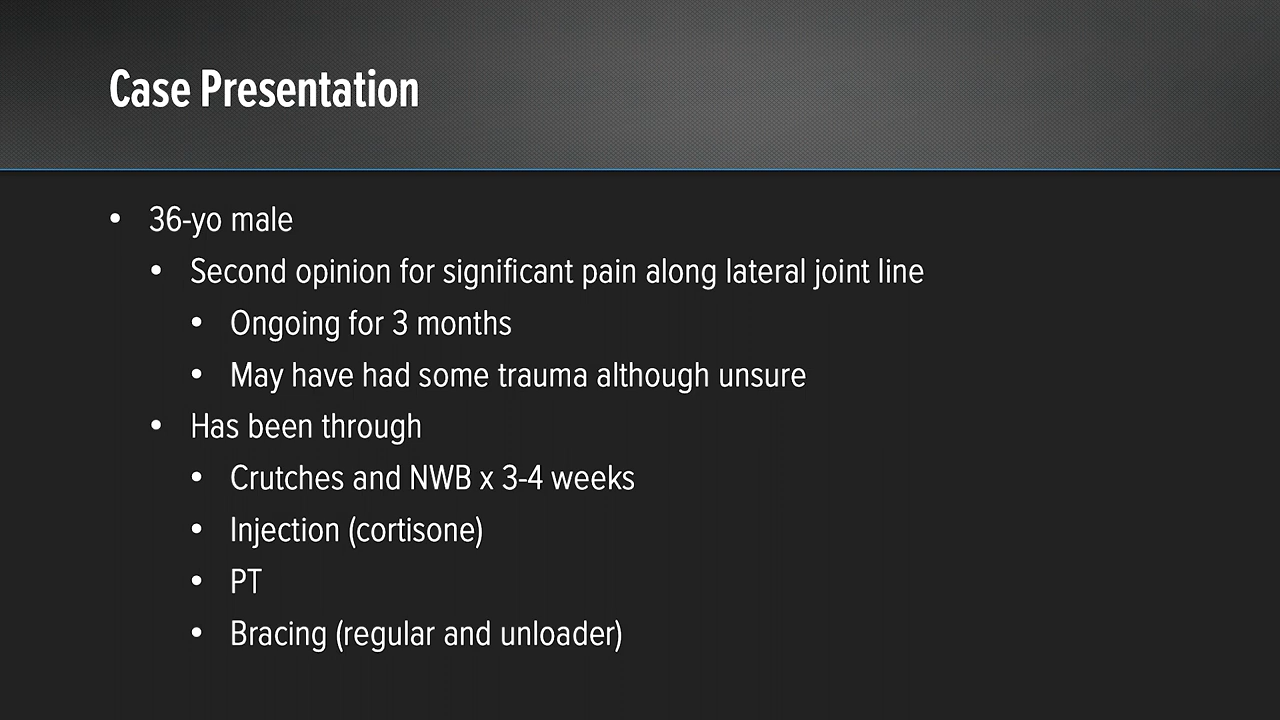 Case Presentation
• 36-yo male
• Second opinion for significant pain along lateral joint line
• Ongoing for 3 months
• May have had some trauma although unsure
• Has been through
• Crutches and NWB x 3-4 weeks
• Injection (cortisone)
• PT
• Bracing (regular and unloader)